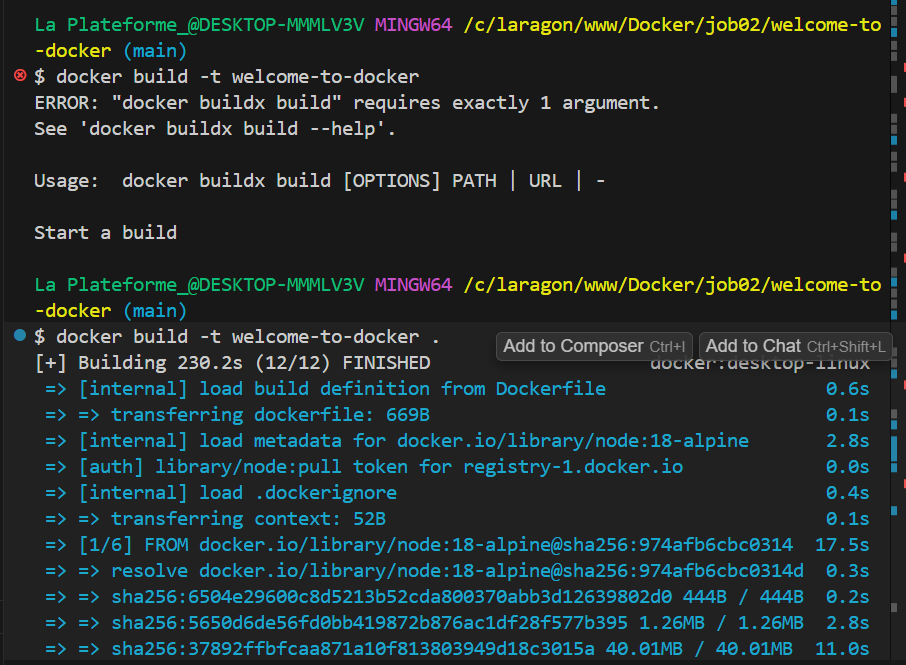 La Plateforme_@DESKTOP-MMMLV3V MINGW64 /c/laragon/www/Docker/job02/welcome-to
-docker (main)
$ docker build -t welcome-to-docker
ERROR: "docker buildx build" requires exactly 1 argument.
See 'docker buildx build --help'.
Usage:  docker buildx build [OPTIONS] PATH | URL | -
Start a build
La Plateforme_@DESKTOP-MMMLV3V MINGW64 /c/laragon/www/Docker/job02/welcome-to
-docker (main)
$ docker build -t welcome-to-docker .
Add to Composer Ctrl+I Add to Chat Ctrl+Shift+L
[+] Building 230.2s (12/12) FINISHED docker:desktop-linux
=> [internal] load build definition from Dockerfile 0.6s
=> => transferring dockerfile: 669B 0.1s
=> [internal] load metadata for docker.io/library/node:18-alpine 2.8s
=> [auth] library/node:pull token for registry-1.docker.io 0.0s
=> [internal] load .dockerignore 0.4s
=> => transferring context: 52B 0.1s
=> [1/6] FROM docker.io/library/node:18-alpine@sha256:974afb6cbc0314 17.5s
=> => resolve docker.io/library/node:18-alpine@sha256:974afb6cbc0314d 0.3s
=> => sha256:6504e29600c8d5213b52cda800370abb3d12639802d0 444B / 444B 0.2s
=> => sha256:5650d6de56fd0bb419872b876ac1df28f577b395 1.26MB / 1.26MB 2.8s
=> => sha256:37892ffbfcaa871a10f813803949d18c3015a 40.01MB / 40.01MB 11.0s